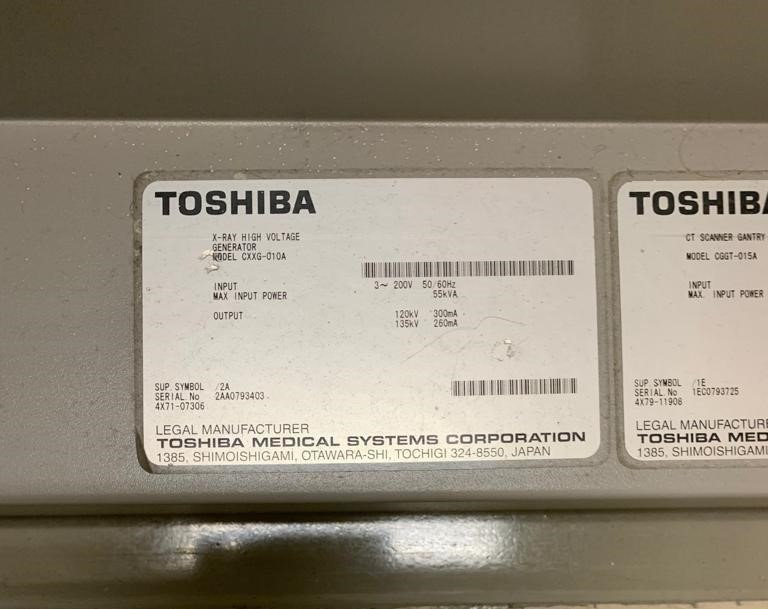 TOSHIBA
X-RAY HIGH VOLTAGE
GENERATOR
MODEL CXXG-010A
INPUT 3~ 200V 50/60Hz
MAX INPUT POWER 55kVA
OUTPUT 120kV 300mA
135kV 260mA
SUP. SYMBOL /2A
SERIAL No 2AA0793403
4X71-07306
LEGAL MANUFACTURER
TOSHIBA MEDICAL SYSTEMS CORPORATION
1385, SHIMOISHIGAMI, OTAWARA-SHI, TOCHIGI 324-8550, JAPAN
TOSHIBA
CT SCANNER GANTRY
MODEL CGGT-015A
INPUT
MAX. INPUT POWER
SUP. SYMBOL /1E
SERIAL No 1EC0793725
4X79-11908
LEGAL MANUFACTURE
TOSHIBA MED
1385, SHIMOISHIGAMI